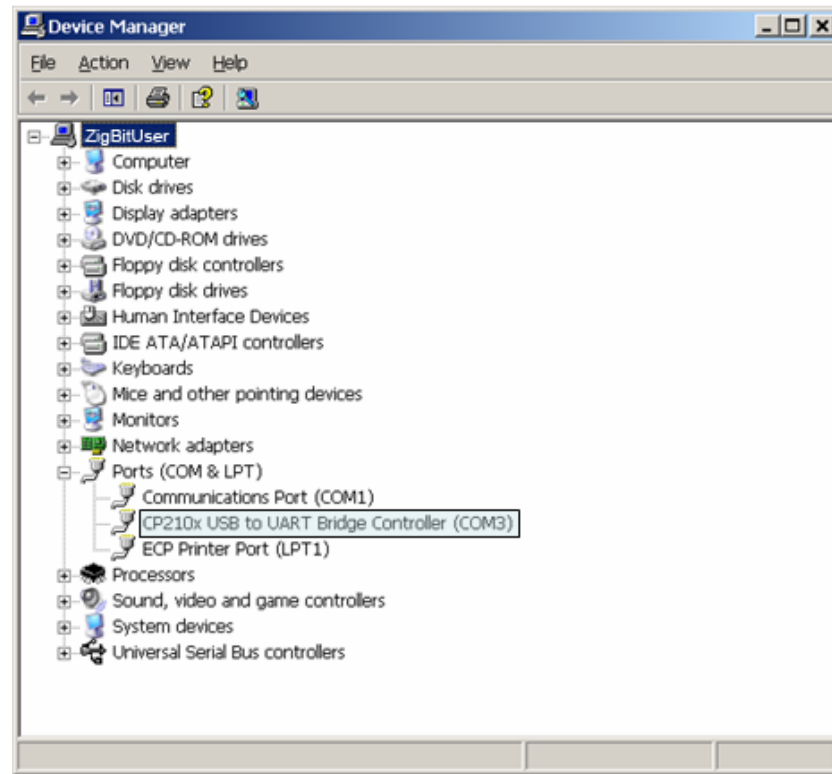 Device Manager
File Action View Help
ZigBitUser
Computer
Disk drives
Display adapters
DVD/CD-ROM drives
Floppy disk controllers
Floppy disk drives
Human Interface Devices
IDE ATA/ATAPI controllers
Keyboards
Mice and other pointing devices
Monitors
Network adapters
Ports (COM & LPT)
Communications Port (COM1)
CP210x USB to UART Bridge Controller (COM3)
ECP Printer Port (LPT1)
Processors
Sound, video and game controllers
System devices
Universal Serial Bus controllers